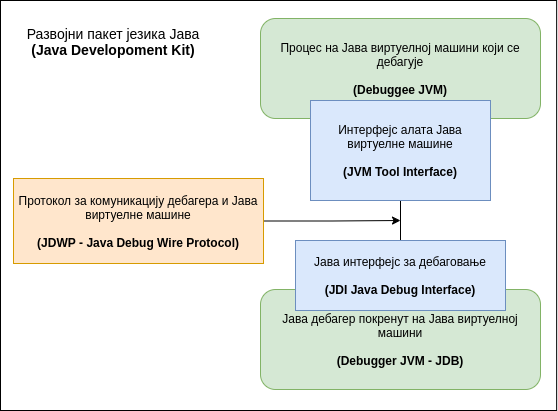 Развојни пакет језика Јава
(Java Developoment Kit)
Процес на Јава виртуелној машини који се
дебагује
(Debuggee JVM)
Интерфејс алата Јава
виртуелне машине
(JVM Tool Interface)
Протокол за комуникацију дебагера и Јава
виртуелне машине
(JDWP - Java Debug Wire Protocol)
Јава интерфејс за дебаговање
(JDI Java Debug Interface)
Јава дебагер покренут на Јава виртуелној
машини
(Debugger JVM - JDB)